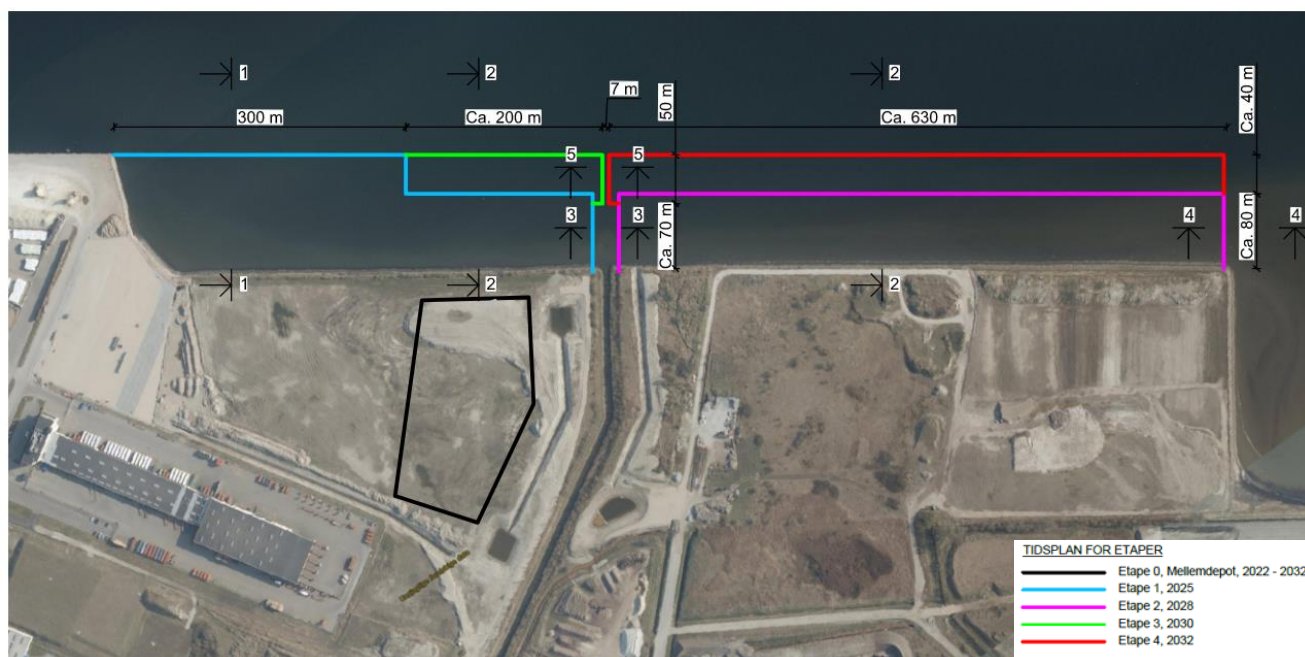 1
2
2
7 m
50 m
Ca. 40 m
300 m
Ca. 200 m
Ca. 630 m
5
5
3
3
Ca. 70 m
4
4
Ca. 80 m
1
2
2
TIDSPLAN FOR ETAPER
Etape 0, Mellemdepot, 2022 - 2032
Etape 1, 2025
Etape 2, 2028
Etape 3, 2030
Etape 4, 2032